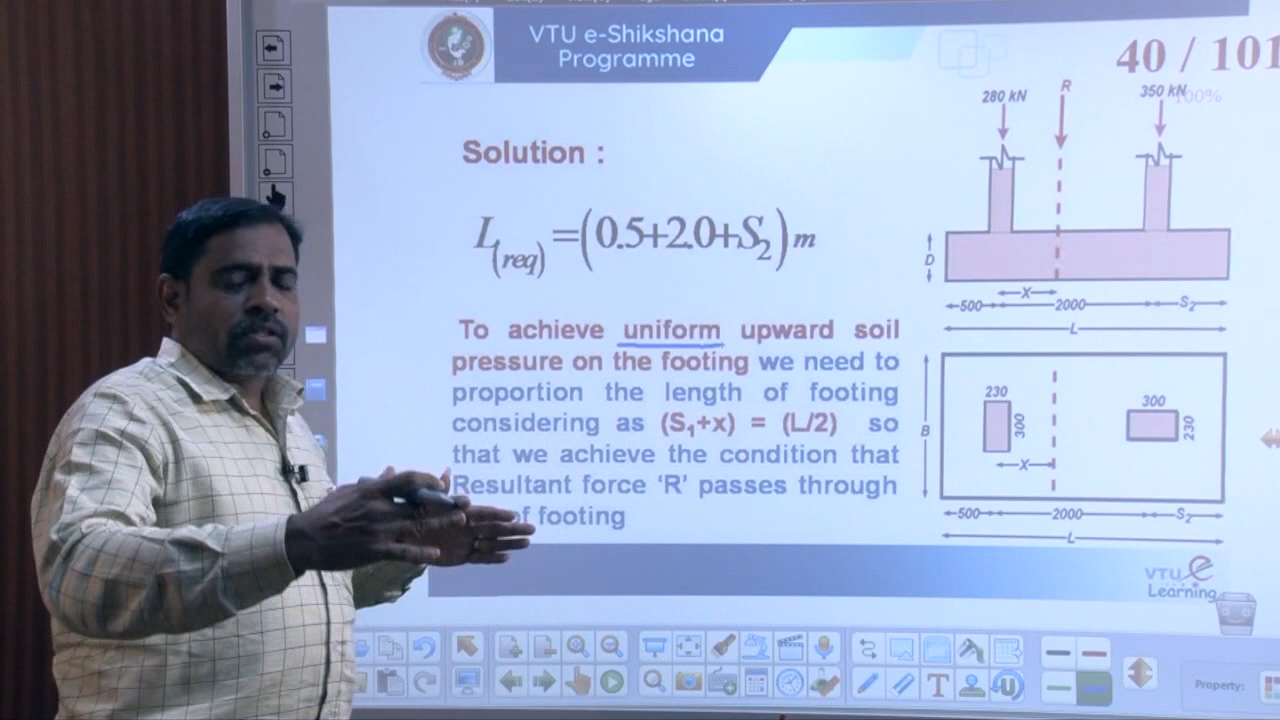 VTU e-Shikshana
Programme
40 / 101
100%
Solution :
L(req) =(0.5+2.0+S2) m
To achieve uniform upward soil
pressure on the footing we need to
proportion the length of footing
considering as (S1+x) = (L/2) so
that we achieve the condition that
Resultant force 'R' passes through
of footing
280 kN
R
350 kN
D
X
500
2000
S2
L
B
230
300
300
230
X
500
2000
S2
L
VTU e
Learning
Property: